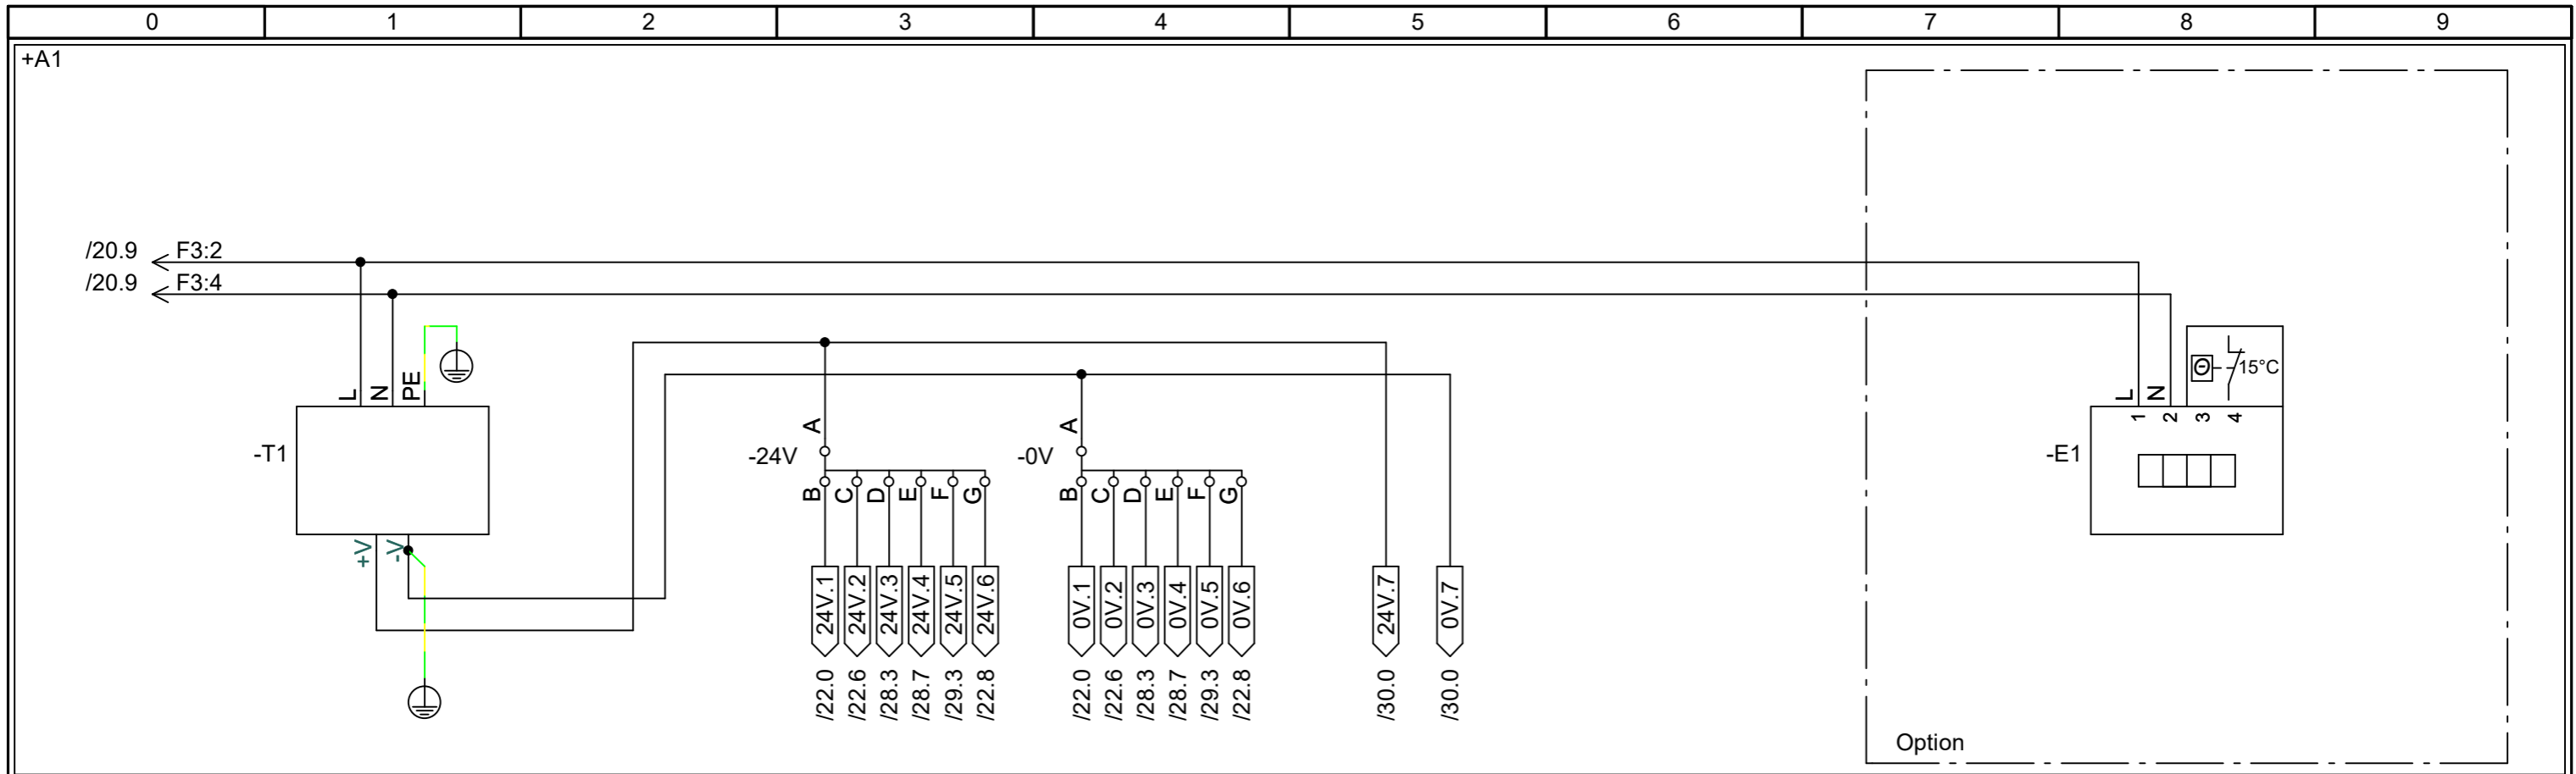 0 1 2 3 4 5 6 7 8 9
+A1
/20.9 F3:2
/20.9 F3:4
L N PE
-T1
+V -V
A
-24V
B C D E F G
24V.1 24V.2 24V.3 24V.4 24V.5 24V.6
/22.0 /22.6 /28.3 /28.7 /29.3 /22.8
A
-0V
B C D E F G
0V.1 0V.2 0V.3 0V.4 0V.5 0V.6
/22.0 /22.6 /28.3 /28.7 /29.3 /22.8
24V.7 0V.7
/30.0 /30.0
Θ 15°C
L N
1 2 3 4
-E1
Option